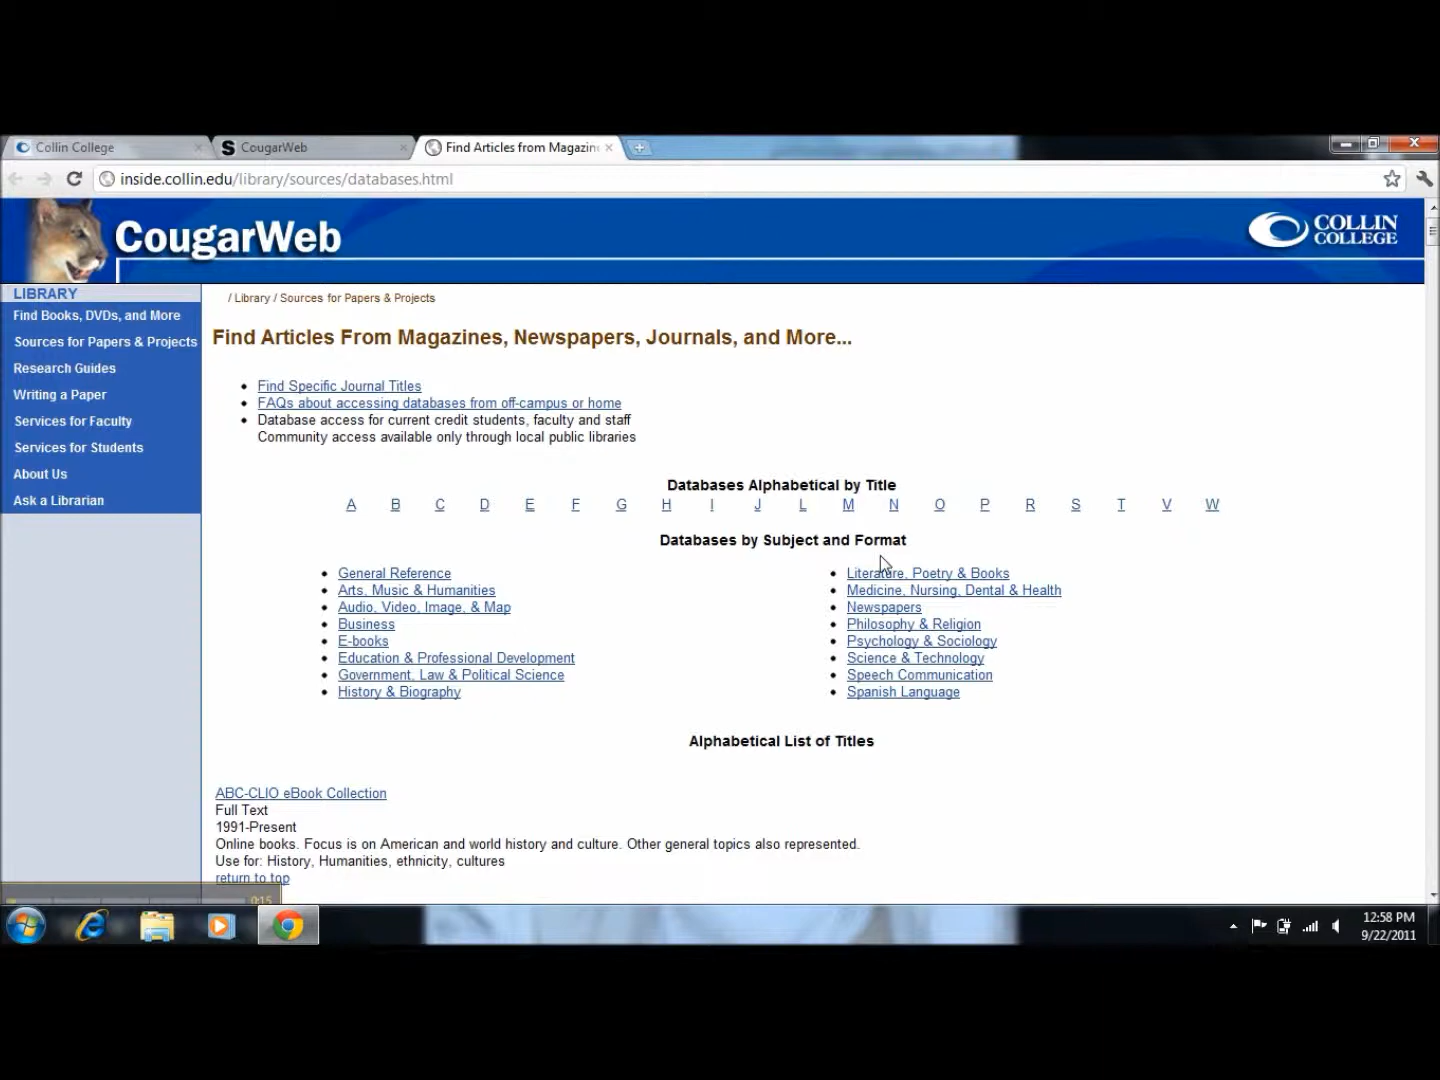 Collin College
CougarWeb
Find Articles from Magazin
inside.collin.edu/library/sources/databases.html
CougarWeb
COLLIN
COLLEGE
LIBRARY
Find Books, DVDs, and More
Sources for Papers & Projects
Research Guides
Writing a Paper
Services for Faculty
Services for Students
About Us
Ask a Librarian
/ Library / Sources for Papers & Projects
Find Articles From Magazines, Newspapers, Journals, and More...
Find Specific Journal Titles
FAQs about accessing databases from off-campus or home
Database access for current credit students, faculty and staff
Community access available only through local public libraries
Databases Alphabetical by Title
A B C D E F G H I J L M N O P R S T V W
Databases by Subject and Format
General Reference
Arts, Music & Humanities
Audio, Video, Image, & Map
Business
E-books
Education & Professional Development
Government, Law & Political Science
History & Biography
Literature, Poetry & Books
Medicine, Nursing, Dental & Health
Newspapers
Philosophy & Religion
Psychology & Sociology
Science & Technology
Speech Communication
Spanish Language
Alphabetical List of Titles
ABC-CLIO eBook Collection
Full Text
1991-Present
Online books. Focus is on American and world history and culture. Other general topics also represented.
Use for: History, Humanities, ethnicity, cultures
return to top
0:15
12:58 PM
9/22/2011